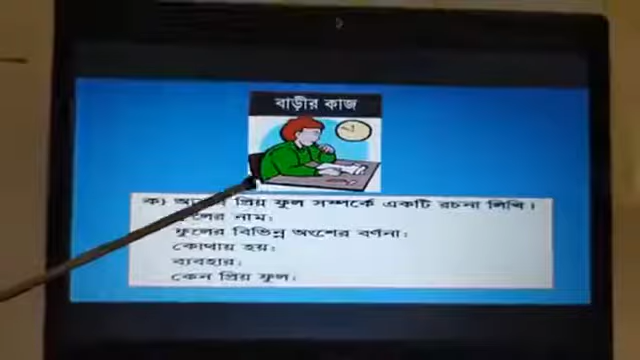 বাড়ীর কাজ
ক) প্রিয় ফুল সম্পর্কে একটি রচনা লিখি।
নাম:
ফুলের বিভিন্ন অংশের বর্ণনা:
কোথায় হয়:
ব্যবহার:
কেন প্রিয় ফুল: